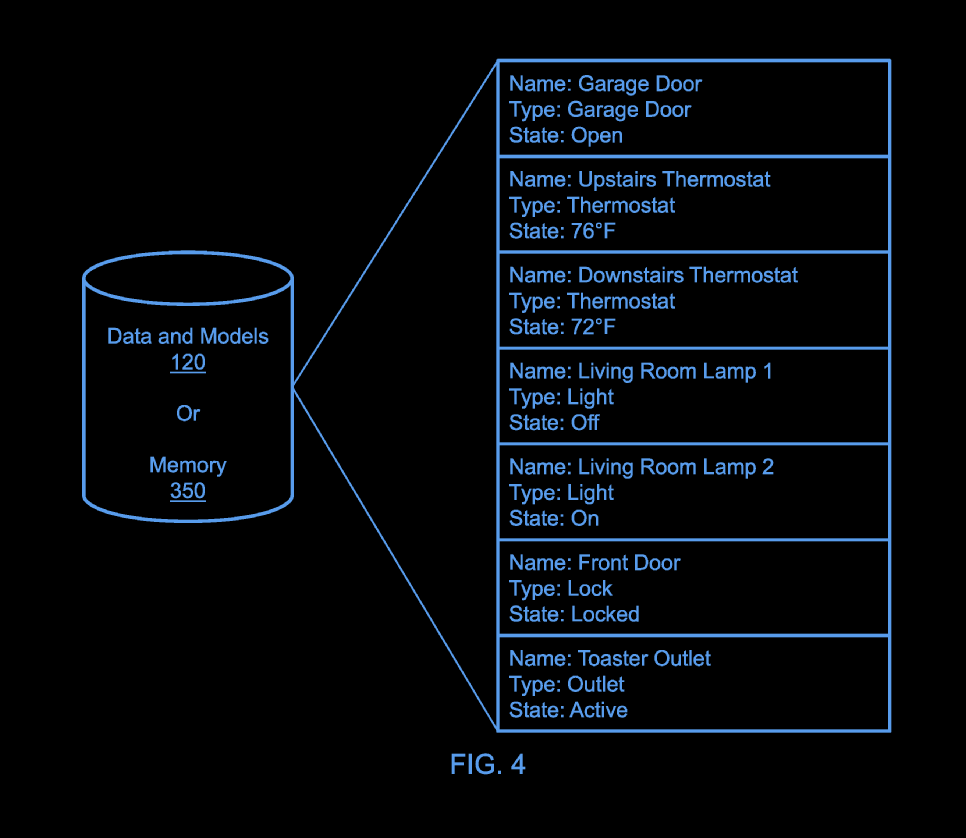 Data and Models
120
Or
Memory
350
Name: Garage Door
Type: Garage Door
State: Open
Name: Upstairs Thermostat
Type: Thermostat
State: 76°F
Name: Downstairs Thermostat
Type: Thermostat
State: 72°F
Name: Living Room Lamp 1
Type: Light
State: Off
Name: Living Room Lamp 2
Type: Light
State: On
Name: Front Door
Type: Lock
State: Locked
Name: Toaster Outlet
Type: Outlet
State: Active
FIG. 4